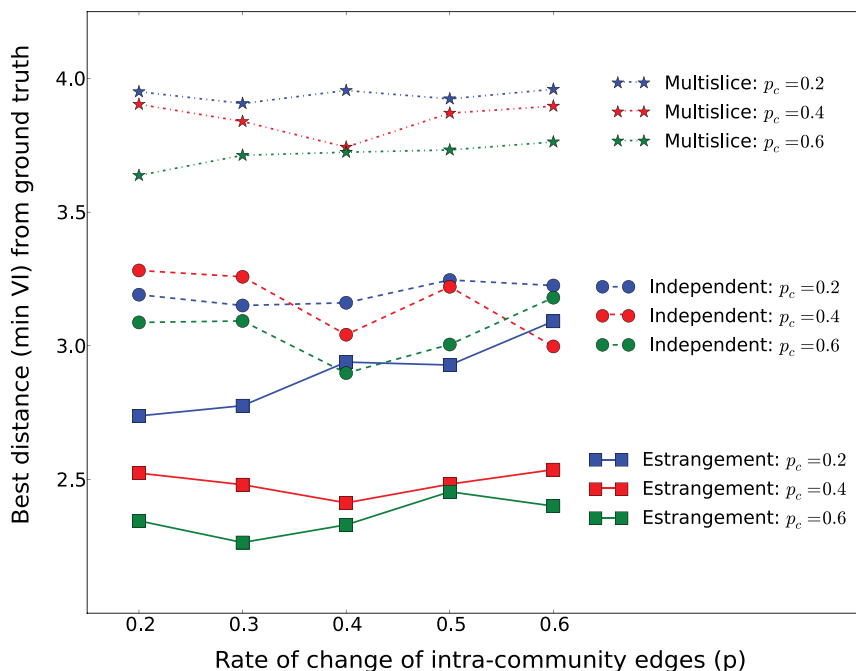 4.0
3.5
3.0
2.5
Best distance (min VI) from ground truth
Multislice: p_c = 0.2
Multislice: p_c = 0.4
Multislice: p_c = 0.6
Independent: p_c = 0.2
Independent: p_c = 0.4
Independent: p_c = 0.6
Estrangement: p_c = 0.2
Estrangement: p_c = 0.4
Estrangement: p_c = 0.6
0.2 0.3 0.4 0.5 0.6
Rate of change of intra-community edges (p)